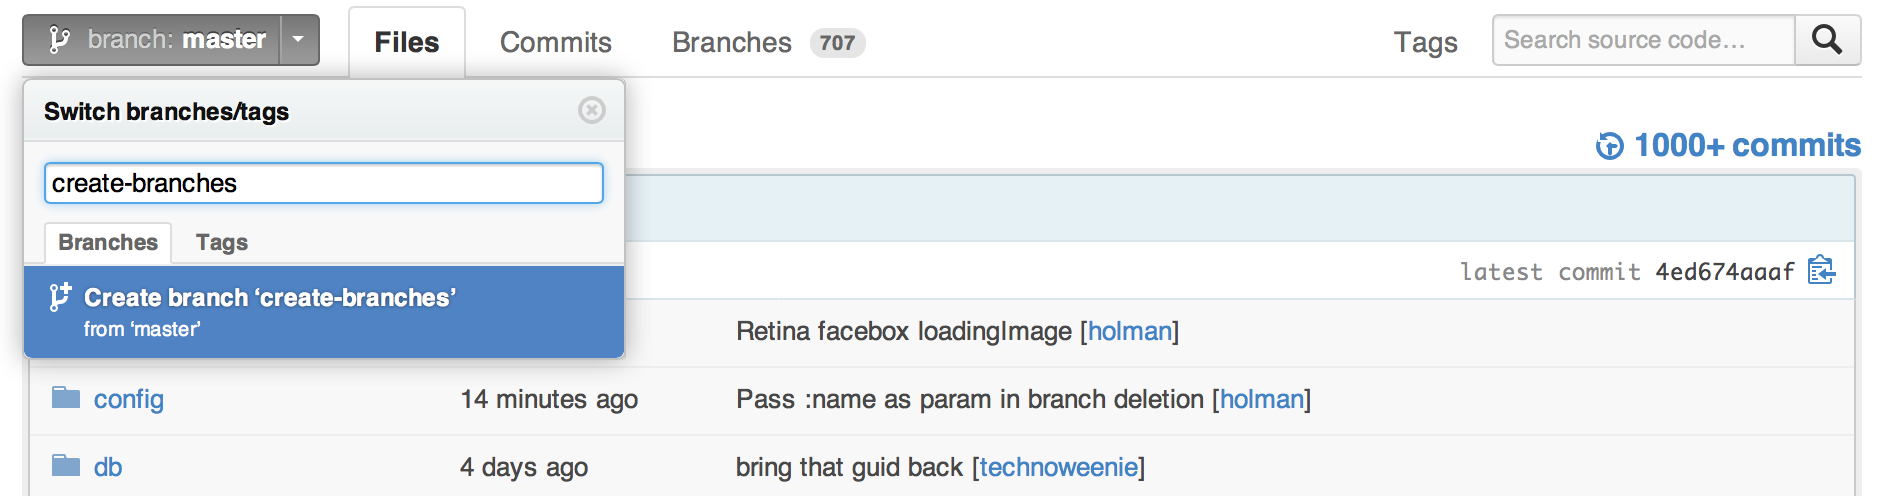 branch: master Files Commits Branches 707 Tags Search source code...
Switch branches/tags
1000+ commits
create-branches
Branches Tags
latest commit 4ed674aaaf
Create branch ‘create-branches’
from ‘master’
Retina facebox loadingImage [holman]
config 14 minutes ago Pass :name as param in branch deletion [holman]
db 4 days ago bring that guid back [technoweenie]